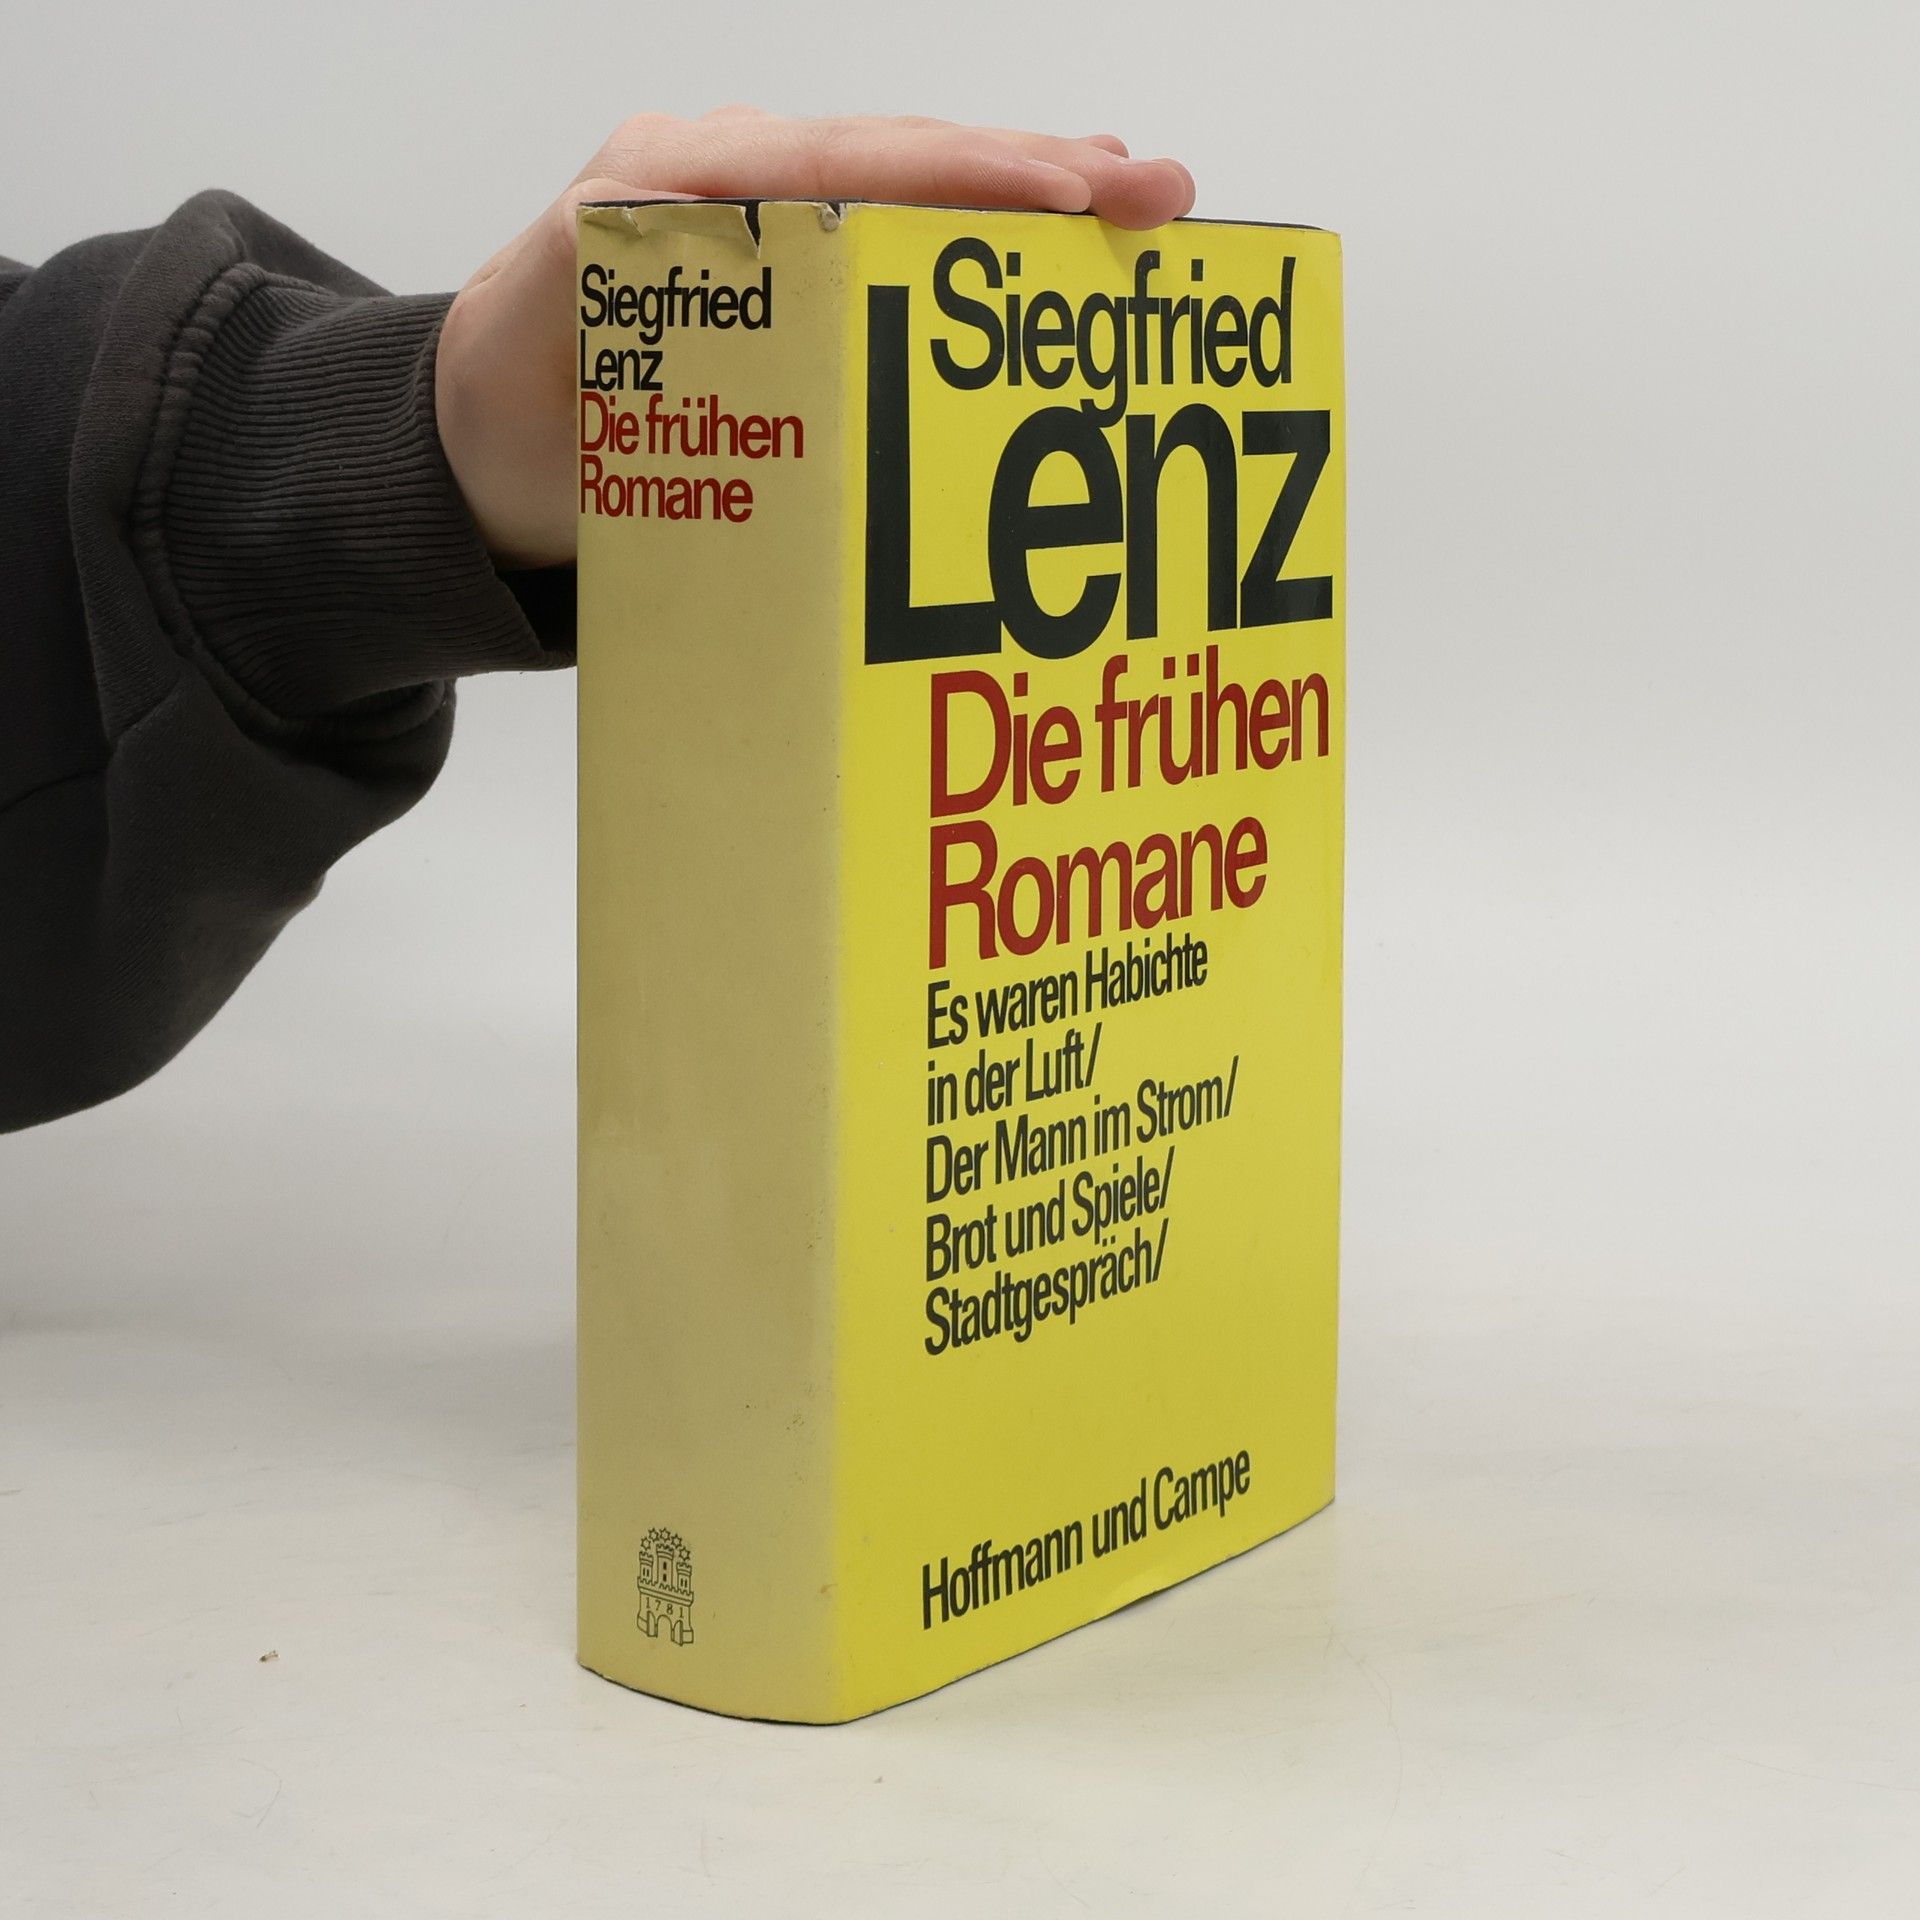 Siegfried
Lenz
Die frühen
Romane
1781
Siegfried
Lenz
Die frühen
Romane
Es waren Habichte
in der Luft/
Der Mann im Strom/
Brot und Spiele/
Stadtgespräch/
Hoffmann und Campe